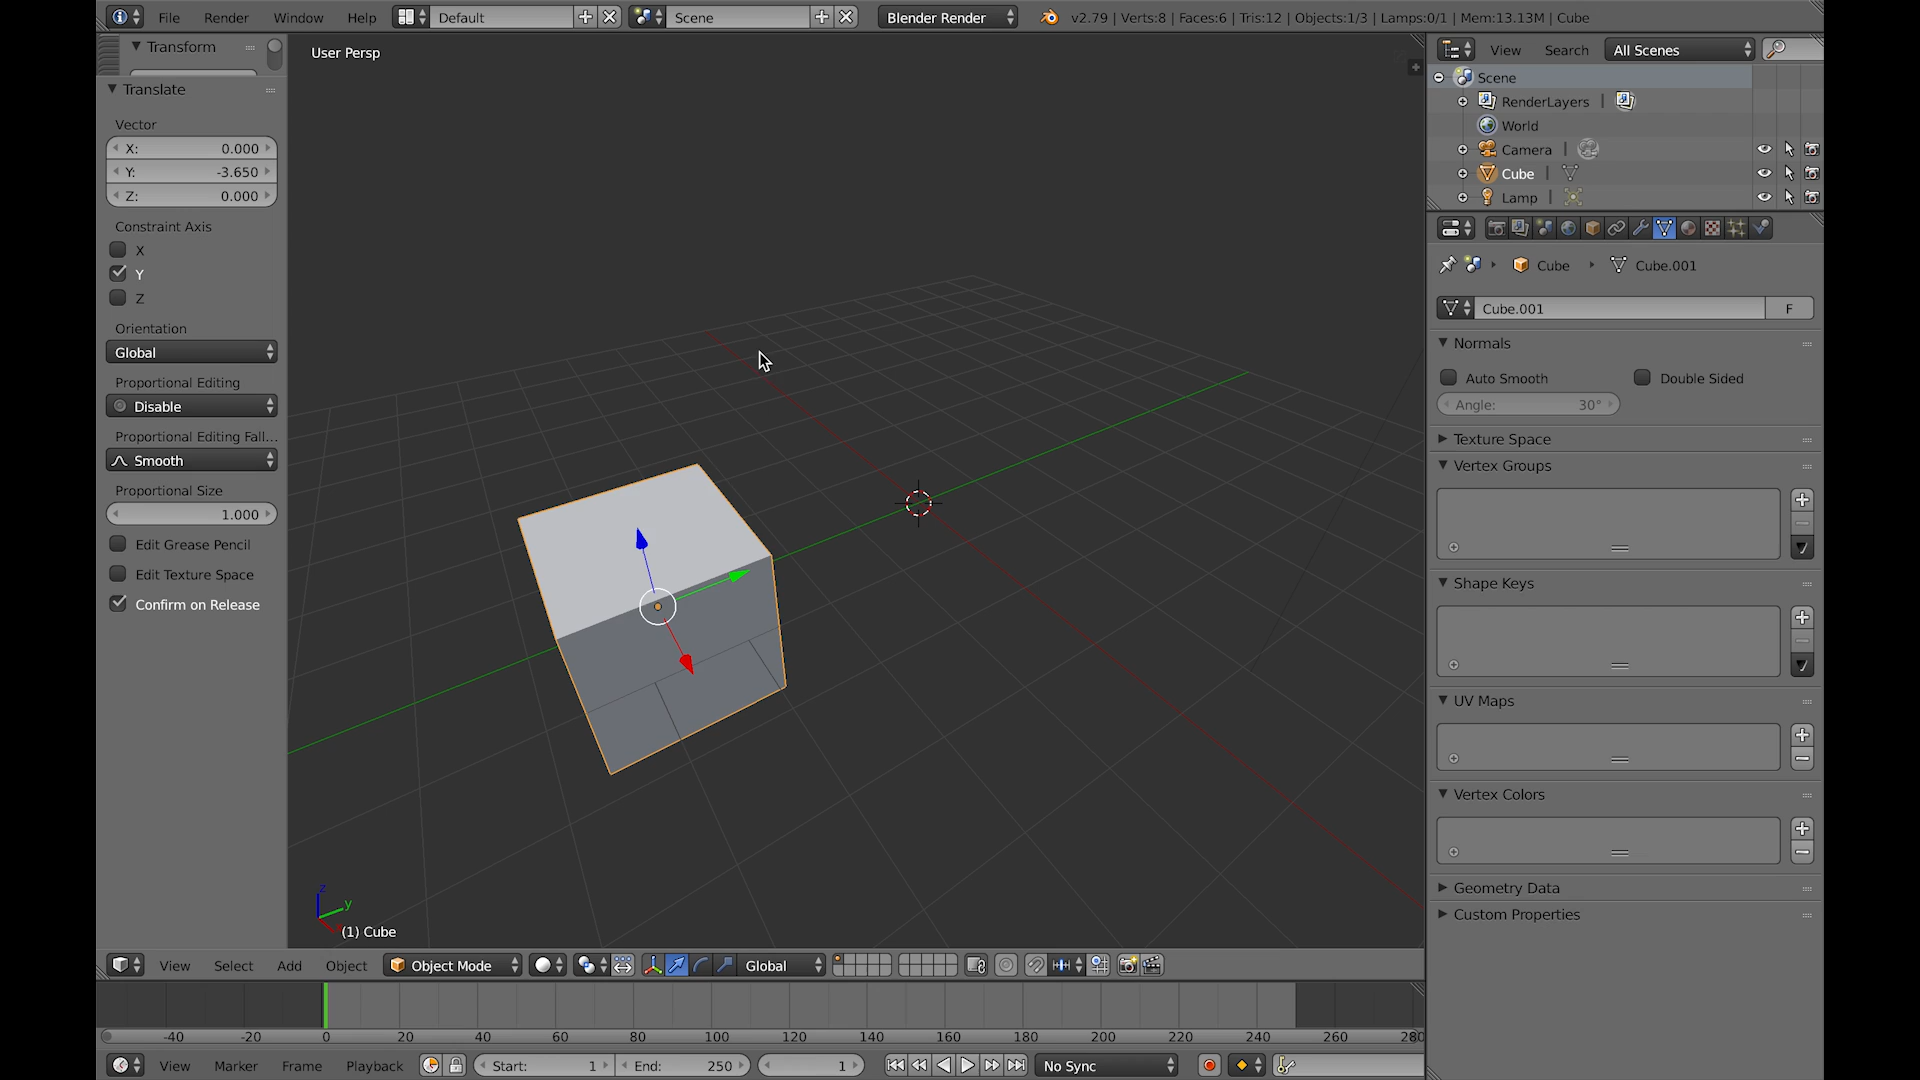 File Render Window Help Default Scene Blender Render v2.79 | Verts:8 | Faces:6 | Tris:12 | Objects:1/3 | Lamps:0/1 | Mem:13.13M | Cube
Transform
Translate
Vector
X: 0.000
Y: -3.650
Z: 0.000
Constraint Axis
X
Y
Z
Orientation
Global
Proportional Editing
Disable
Proportional Editing Fall...
Smooth
Proportional Size
1.000
Edit Grease Pencil
Edit Texture Space
Confirm on Release
User Persp
z
y
(1) Cube
View Select Add Object Object Mode Global
-40 -20 0 20 40 60 80 100 120 140 160 180 200 220 240 260 280
View Marker Frame Playback Start: 1 End: 250 1 No Sync
View Search All Scenes
Scene
RenderLayers |
World
Camera |
Cube |
Lamp |
Cube Cube.001
Cube.001 F
Normals
Auto Smooth Double Sided
Angle: 30°
Texture Space
Vertex Groups
Shape Keys
UV Maps
Vertex Colors
Geometry Data
Custom Properties